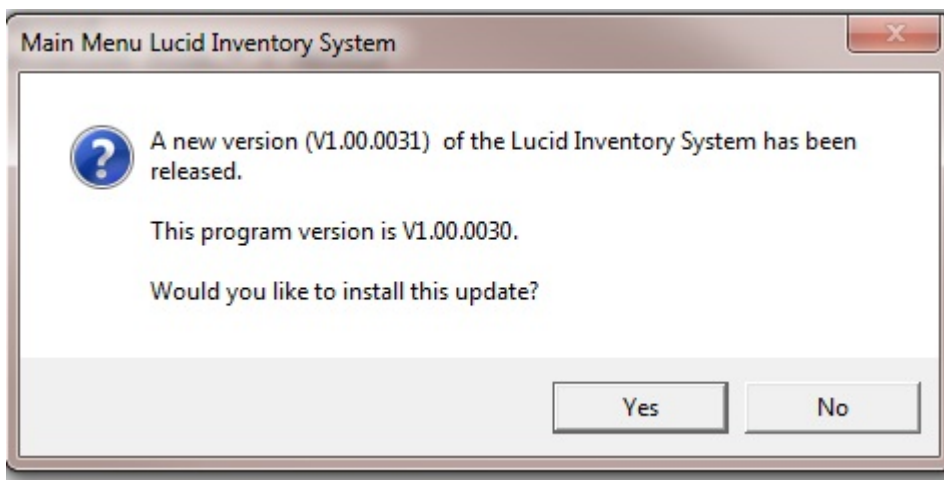 Main Menu Lucid Inventory System
A new version (V1.00.0031)  of the Lucid Inventory System has been
released.
This program version is V1.00.0030.
Would you like to install this update?
Yes
No